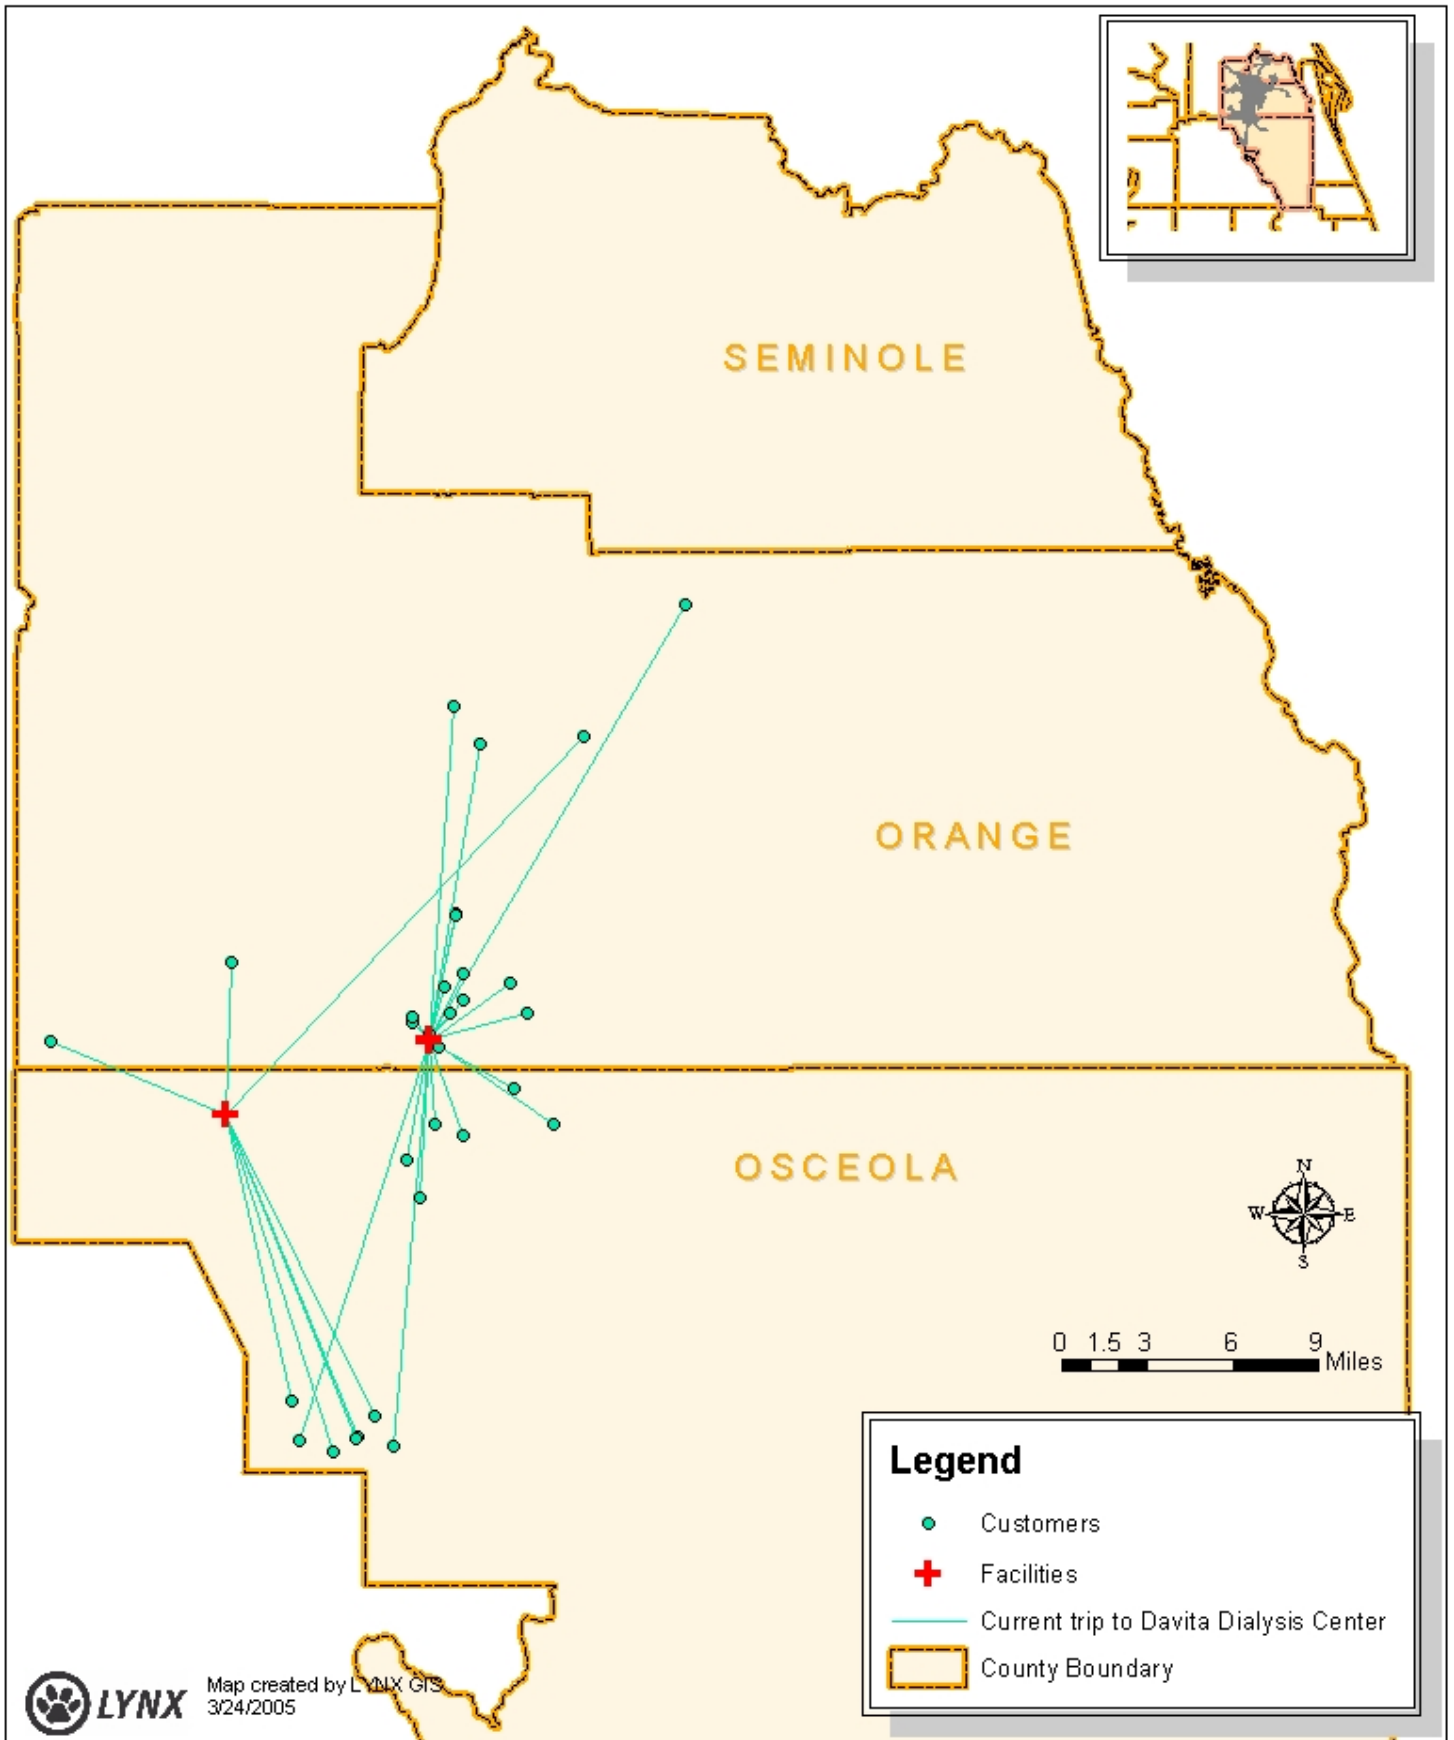 SEMINOLE
ORANGE
OSCEOLA
N
W E
S
0 1.5 3 6 9
Miles
Legend
Customers
Facilities
Current trip to Davita Dialysis Center
County Boundary
LYNX
Map created by LYNX GIS
3/24/2005